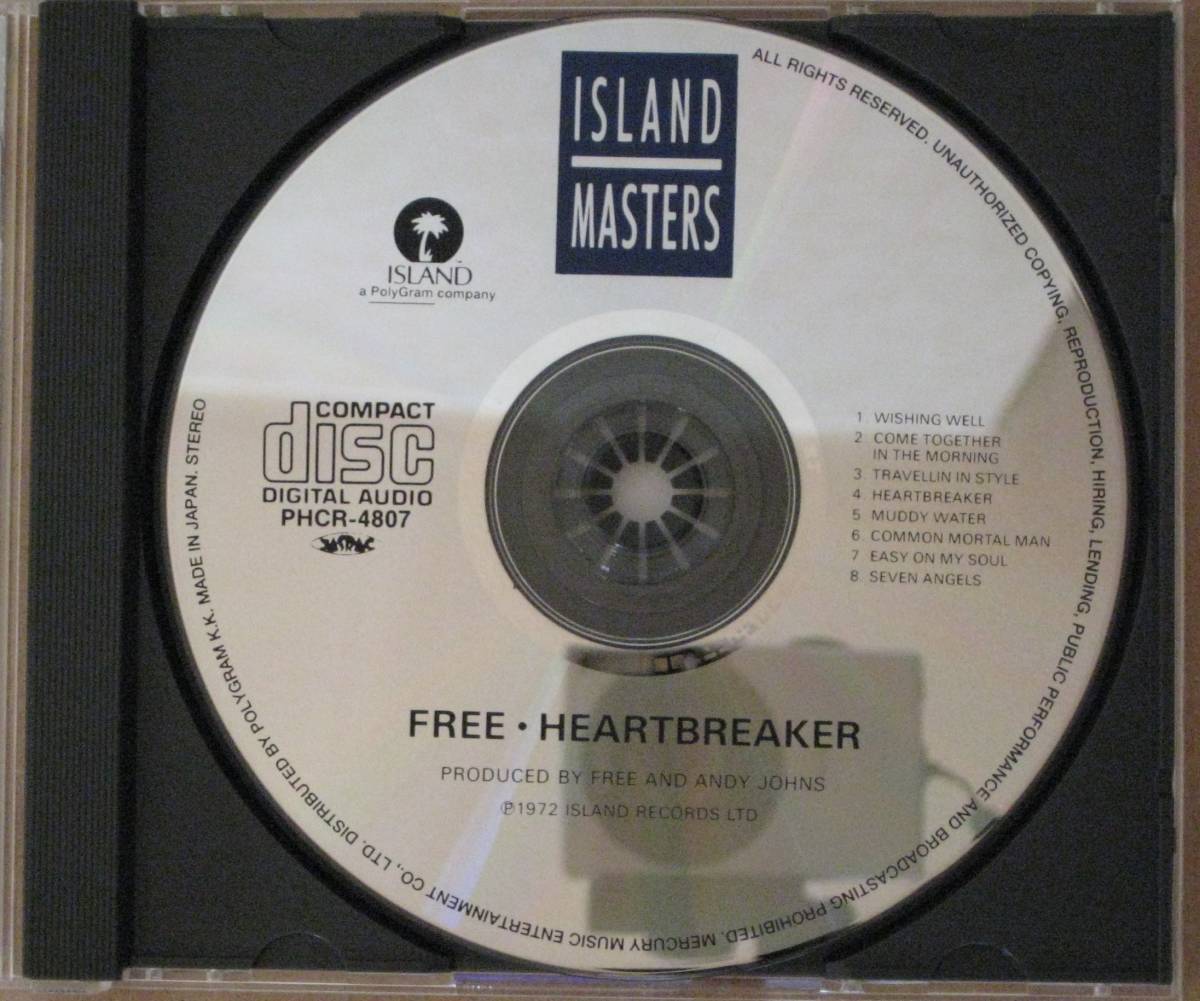 ISLAND
MASTERS
ISLAND
a PolyGram company
COMPACT
disc
DIGITAL AUDIO
PHCR-4807
JASRAC
1. WISHING WELL
2. COME TOGETHER
IN THE MORNING
3. TRAVELLIN IN STYLE
4. HEARTBREAKER
5. MUDDY WATER
6. COMMON MORTAL MAN
7. EASY ON MY SOUL
8. SEVEN ANGELS
FREE • HEARTBREAKER
PRODUCED BY FREE AND ANDY JOHNS
℗1972 ISLAND RECORDS LTD
ALL RIGHTS RESERVED. UNAUTHORIZED COPYING, REPRODUCTION, HIRING, LENDING, PUBLIC PERFORMANCE AND BROADCASTING PROHIBITED. MERCURY MUSIC ENTERTAINMENT CO., LTD. DISTRIBUTED BY POLYGRAM K.K. MADE IN JAPAN. STEREO